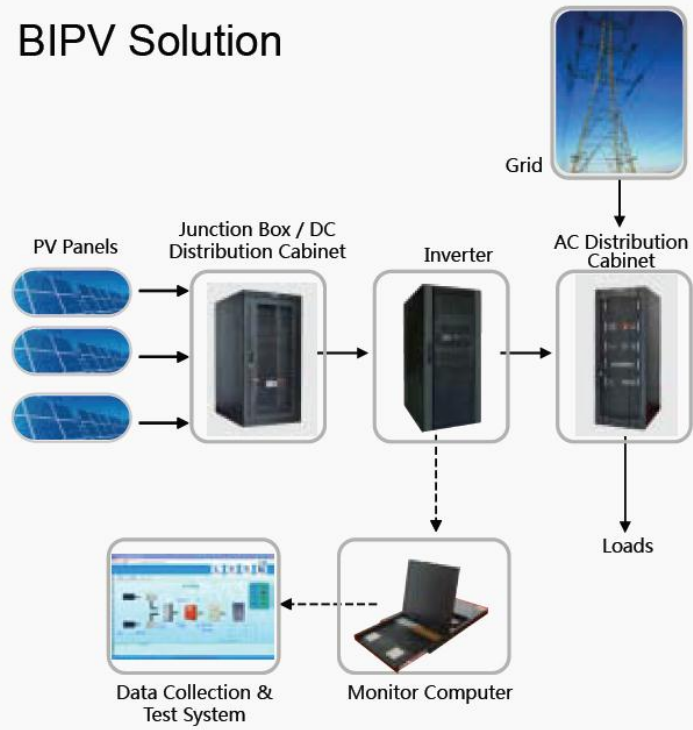 BIPV Solution
Grid
PV Panels
Junction Box / DC
Distribution Cabinet
Inverter
AC Distribution
Cabinet
Loads
Data Collection &
Test System
Monitor Computer